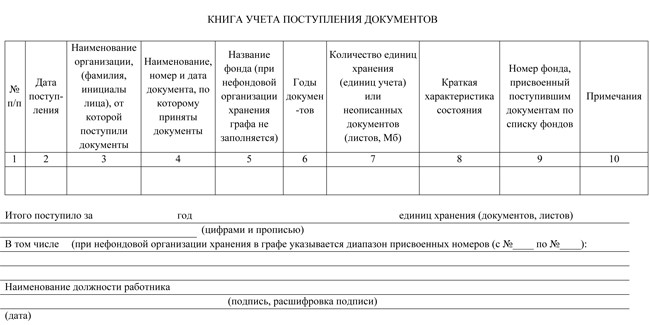 КНИГА УЧЕТА ПОСТУПЛЕНИЯ ДОКУМЕНТОВ
№
п/п
Дата
поступ-
ления
Наименование
организации,
(фамилия,
инициалы
лица), от
которой
поступили
документы
Наименование,
номер и дата
документа, по
которому
приняты
документы
Название
фонда (при
нефондовой
организации
хранения
графа не
заполняется)
Годы
докумен
-тов
Количество единиц
хранения
(единиц учета)
или
неописанных
документов
(листов, Мб)
Краткая
характеристика
состояния
Номер фонда,
присвоенный
поступившим
документам по
списку фондов
Примечания
1 2 3 4 5 6 7 8 9 10
Итого поступило за год единиц хранения (документов, листов)
(цифрами и прописью)
В том числе (при нефондовой организации хранения в графе указывается диапазон присвоенных номеров (с №____ по №____):
Наименование должности работника
(подпись, расшифровка подписи)
(дата)